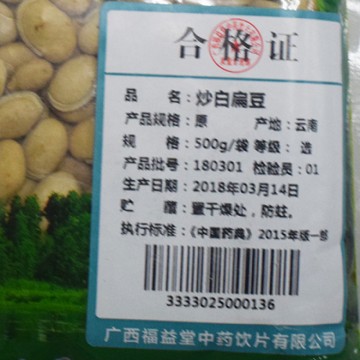 合格证
品 名：炒白扁豆
产品规格：原 产地：云南
规 格：500g/袋 等级： 选
产品批号：180301 检验员：01
生产日期：2018年03月14日
贮 藏：置干燥处，防蛀。
执行标准：《中国药典》2015年版一部
3333025000136
广西福益堂中药饮片有限公司